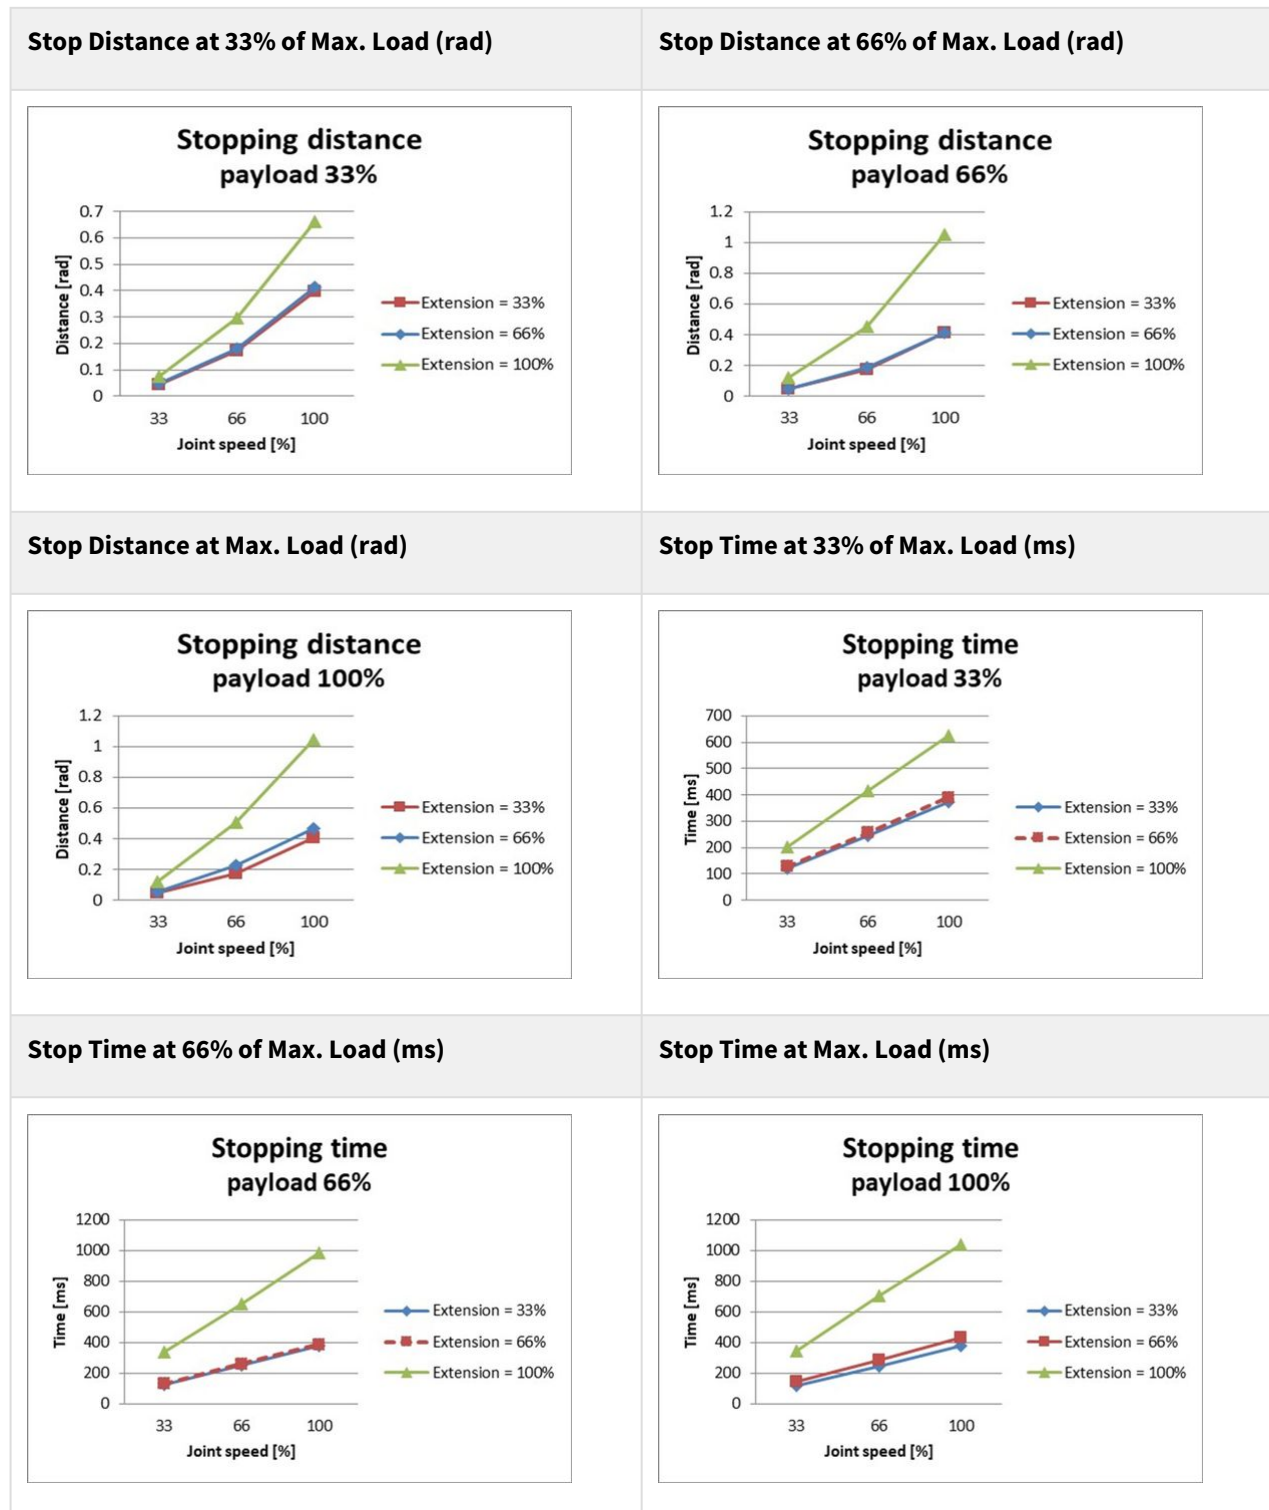 Stop Distance at 33% of Max. Load (rad)
Stop Distance at 66% of Max. Load (rad)
Stopping distance
payload 33%
0.7
0.6
0.5
0.4
0.3
0.2
0.1
0
Distance [rad]
33 66 100
Joint speed [%]
Extension = 33%
Extension = 66%
Extension = 100%
Stopping distance
payload 66%
1.2
1
0.8
0.6
0.4
0.2
0
Distance [rad]
33 66 100
Joint speed [%]
Extension = 33%
Extension = 66%
Extension = 100%
Stop Distance at Max. Load (rad)
Stop Time at 33% of Max. Load (ms)
Stopping distance
payload 100%
1.2
1
0.8
0.6
0.4
0.2
0
Distance [rad]
33 66 100
Joint speed [%]
Extension = 33%
Extension = 66%
Extension = 100%
Stopping time
payload 33%
700
600
500
400
300
200
100
0
Time [ms]
33 66 100
Joint speed [%]
Extension = 33%
Extension = 66%
Extension = 100%
Stop Time at 66% of Max. Load (ms)
Stop Time at Max. Load (ms)
Stopping time
payload 66%
1200
1000
800
600
400
200
0
Time [ms]
33 66 100
Joint speed [%]
Extension = 33%
Extension = 66%
Extension = 100%
Stopping time
payload 100%
1200
1000
800
600
400
200
0
Time [ms]
33 66 100
Joint speed [%]
Extension = 33%
Extension = 66%
Extension = 100%